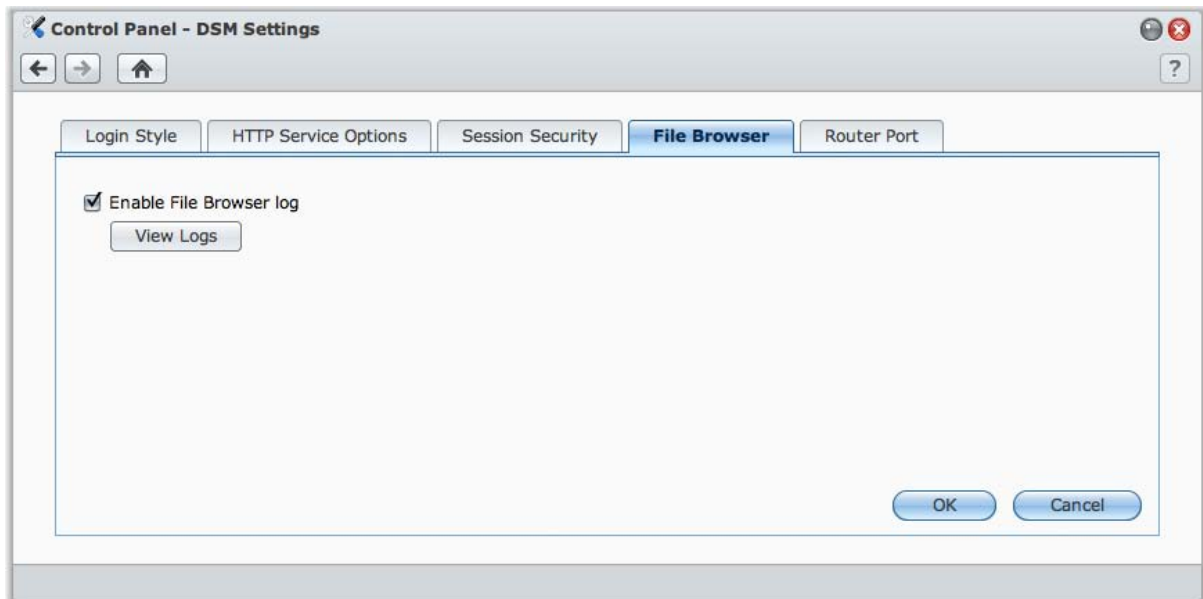 Control Panel - DSM Settings
?
Login Style HTTP Service Options Session Security File Browser Router Port
Enable File Browser log
View Logs
OK Cancel